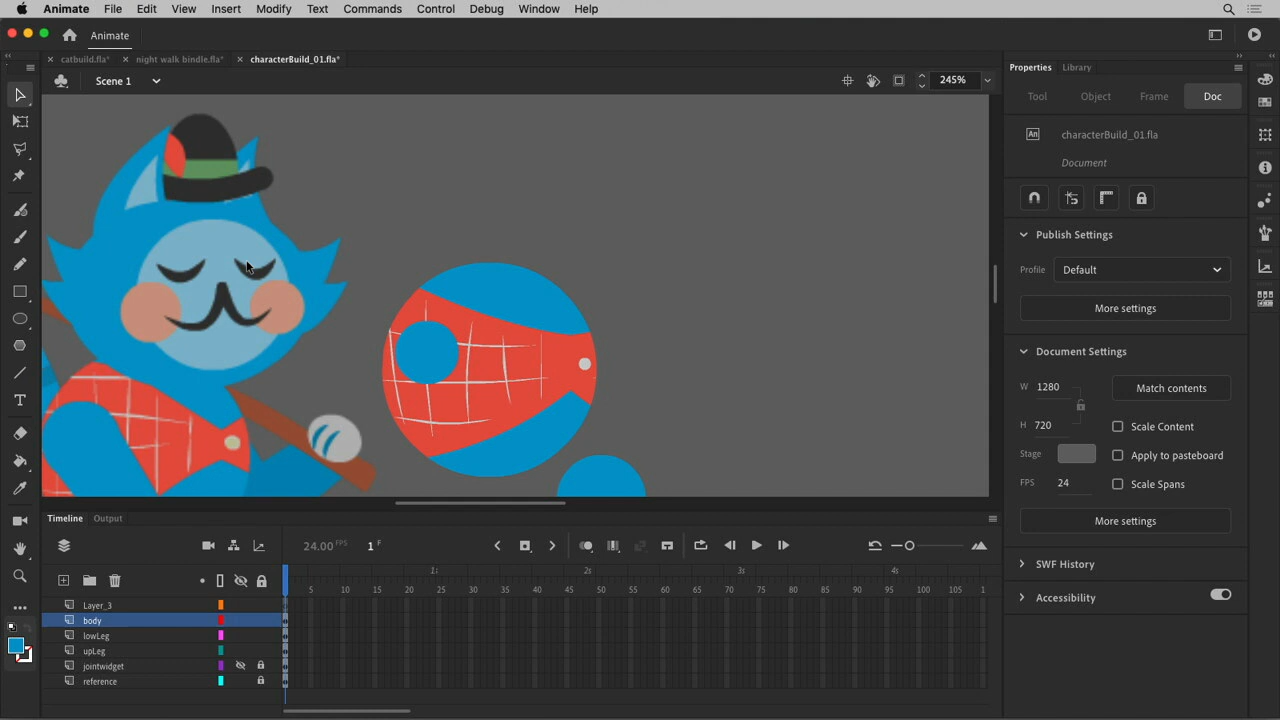 Animate File Edit View Insert Modify Text Commands Control Debug Window Help
Animate
catbuild.fla* night walk bindle.fla* characterBuild_01.fla*
Scene 1 245%
Properties Library
Tool Object Frame Doc
An characterBuild_01.fla
Document
Publish Settings
Profile Default
More settings
Document Settings
W 1280 Match contents
H 720 Scale Content
Stage Apply to pasteboard
FPS 24 Scale Spans
More settings
SWF History
Accessibility
Timeline Output
24.00 FPS 1 F
1s 2s 3s 4s
5 10 15 20 25 30 35 40 45 50 55 60 65 70 75 80 85 90 95 100 105 1
Layer_3
body
lowLeg
upLeg
jointwidget
reference